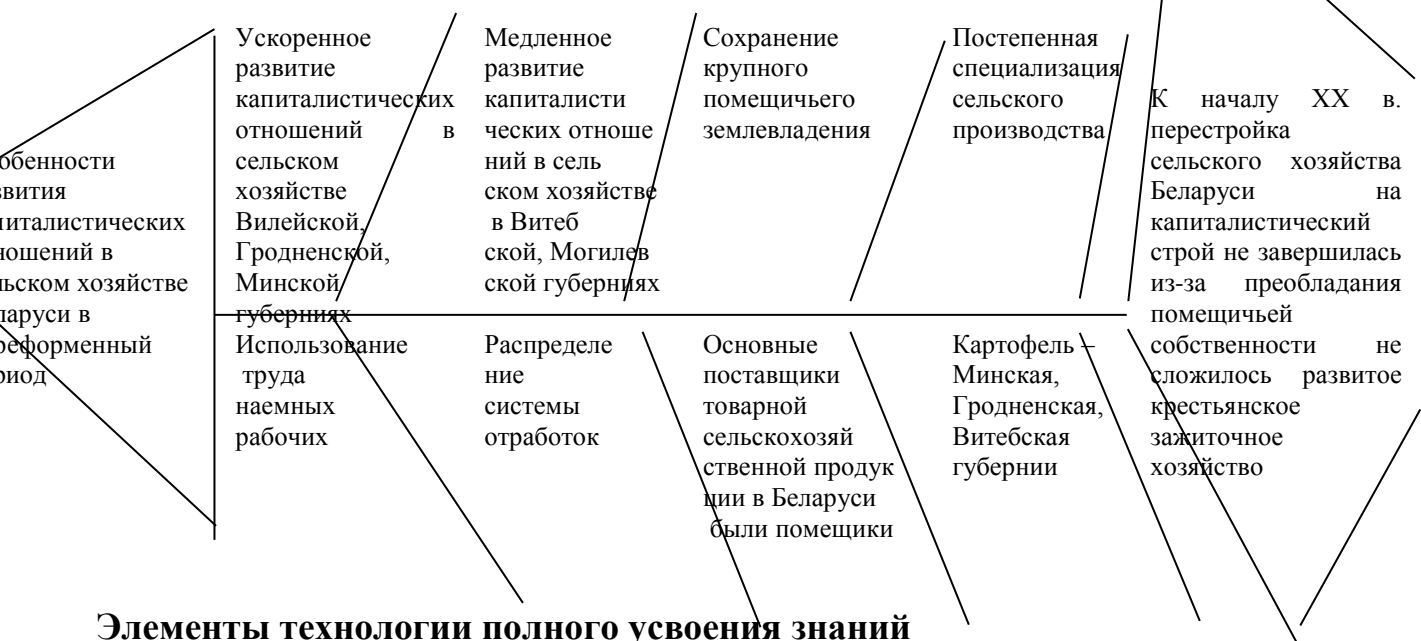 обенности
звития
питалистических
ношений в
льском хозяйстве
ларуси в
реформенный
риод
Ускоренное
развитие
капиталистических
отношений в
сельском
хозяйстве
Вилейской,
Гродненской,
Минской
губерниях
Использование
труда
наемных
рабочих
Медленное
развитие
капиталисти
ческих отноше
ний в сель
ском хозяйстве
в Витеб
ской, Могилев
ской губерниях
Распределе
ние
системы
отработок
Сохранение
крупного
помещичьего
землевладения
Основные
поставщики
товарной
сельскохозяй
ственной продук
ции в Беларуси
были помещики
Постепенная
специализация
сельского
производства
Картофель –
Минская,
Гродненская,
Витебская
губернии
К началу XX в.
перестройка
сельского хозяйства
Беларуси на
капиталистический
строй не завершилась
из-за преобладания
помещичьей
собственности не
сложилось развитое
крестьянское
зажиточное
хозяйство
Элементы технологии полного усвоения знаний